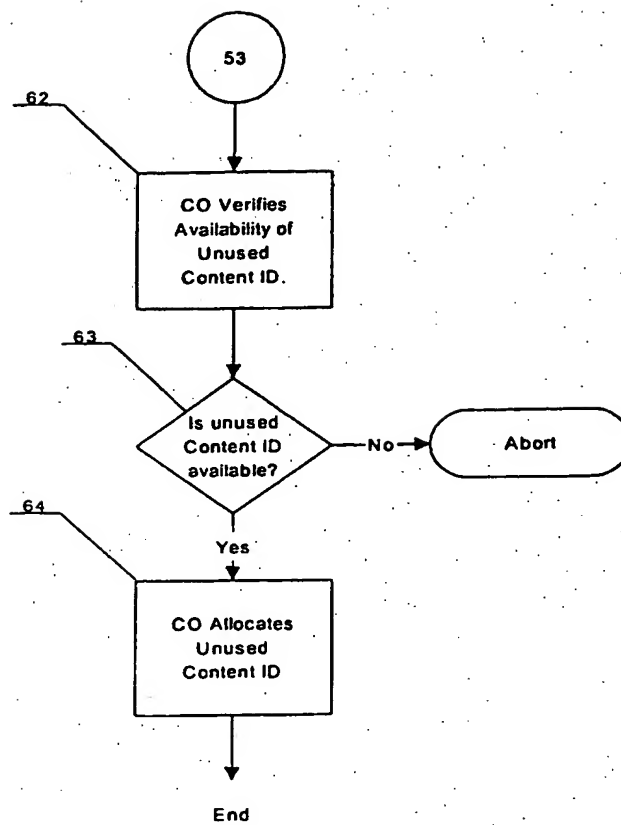 53
62
CO Verifies
Availability of
Unused
Content ID.
63
Is unused
Content ID
available?
No
Abort
64
Yes
CO Allocates
Unused
Content ID
End